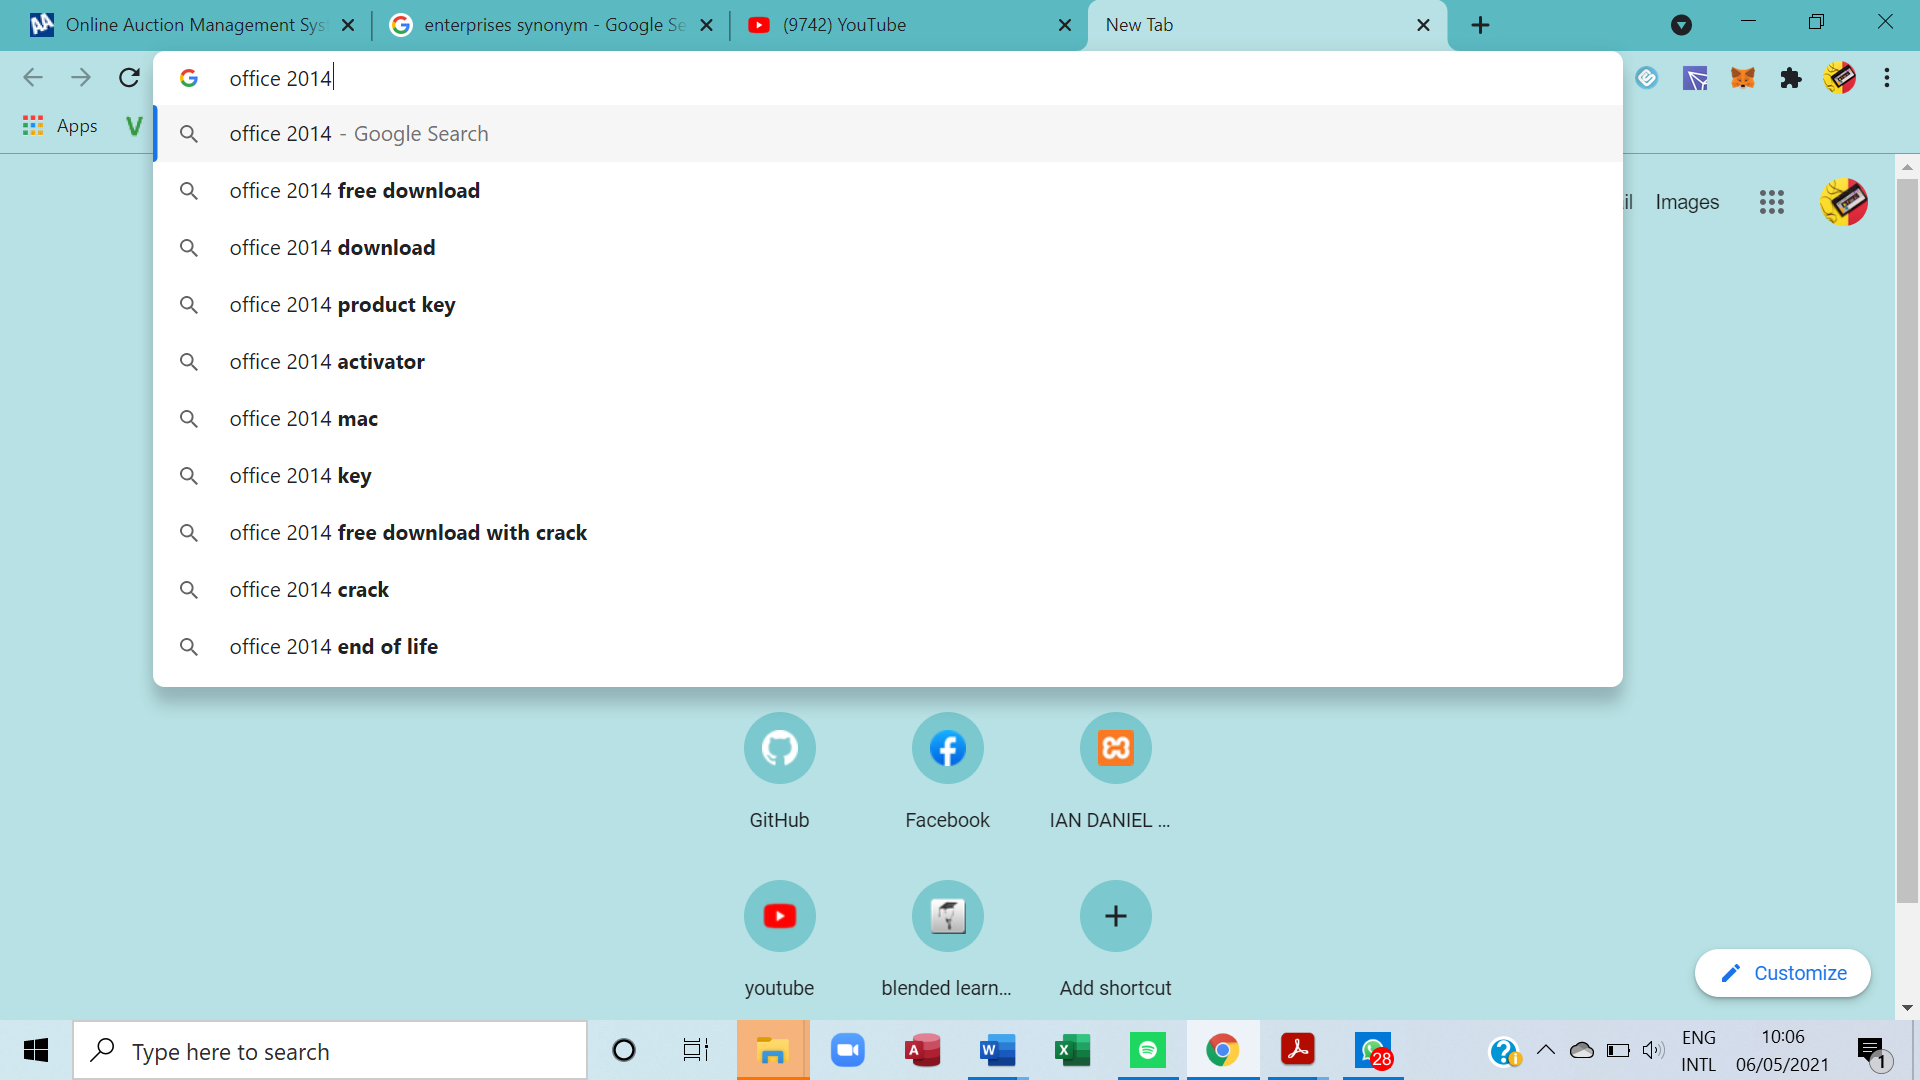 Online Auction Management Sys
enterprises synonym - Google Se
(9742) YouTube
New Tab
office 2014
Apps
office 2014 - Google Search
office 2014 free download
office 2014 download
office 2014 product key
office 2014 activator
office 2014 mac
office 2014 key
office 2014 free download with crack
office 2014 crack
office 2014 end of life
il Images
GitHub
Facebook
IAN DANIEL ...
youtube
blended learn...
Add shortcut
Customize
Type here to search
28
ENG
INTL
10:06
06/05/2021
1